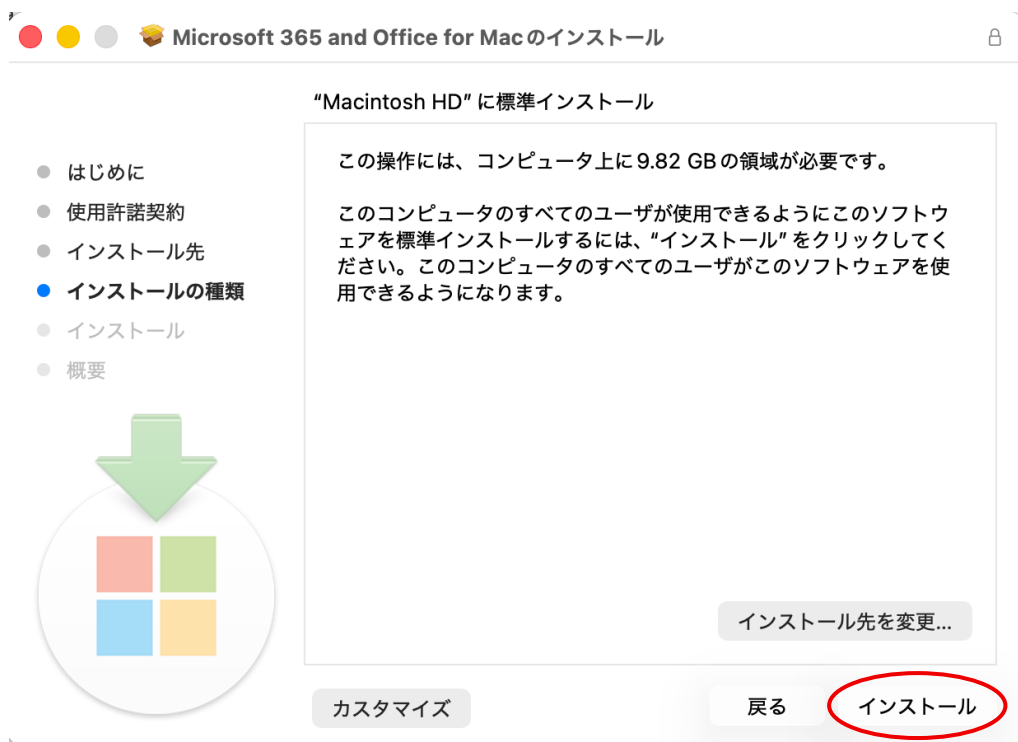 Microsoft 365 and Office for Macのインストール
"Macintosh HD" に標準インストール
はじめに
使用許諾契約
インストール先
インストールの種類
インストール
概要
この操作には、コンピュータ上に9.82 GBの領域が必要です。
このコンピュータのすべてのユーザが使用できるようにこのソフトウ
ェアを標準インストールするには、“インストール” をクリックしてく
ださい。このコンピュータのすべてのユーザがこのソフトウェアを使
用できるようになります。
インストール先を変更...
カスタマイズ
戻る
インストール